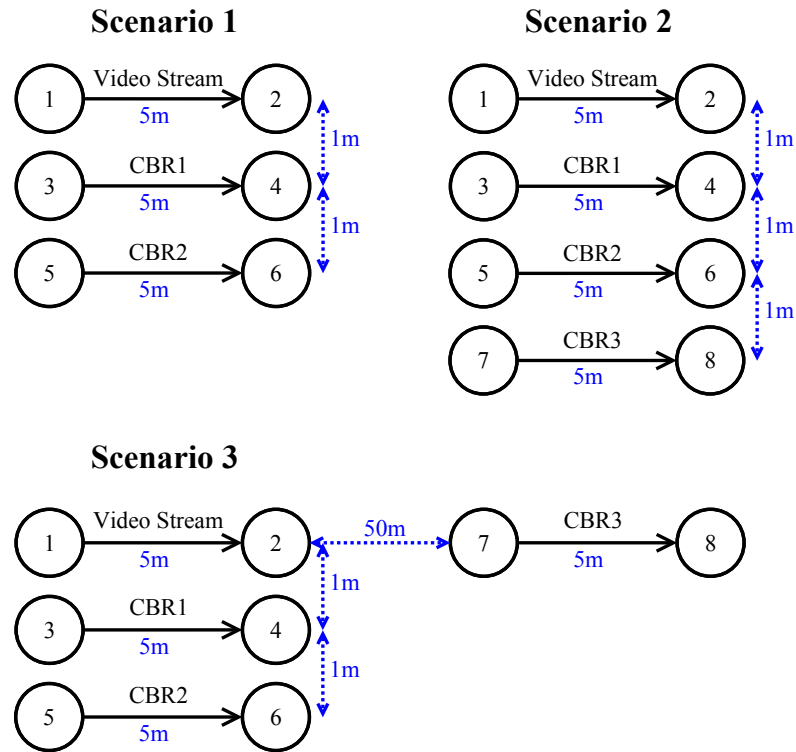 Scenario 1
1
Video Stream
5m
2
1m
3
CBR1
5m
4
1m
5
CBR2
5m
6
Scenario 2
1
Video Stream
5m
2
1m
3
CBR1
5m
4
1m
5
CBR2
5m
6
1m
7
CBR3
5m
8
Scenario 3
1
Video Stream
5m
2
50m
7
CBR3
5m
8
1m
3
CBR1
5m
4
1m
5
CBR2
5m
6